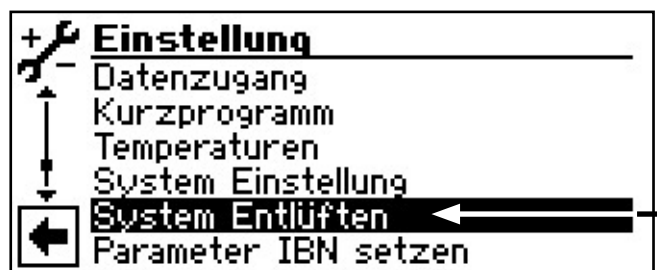 Einstellung
Datenzugang
Kurzprogramm
Temperaturen
System Einstellung
System Entlüften
Parameter IBN setzen